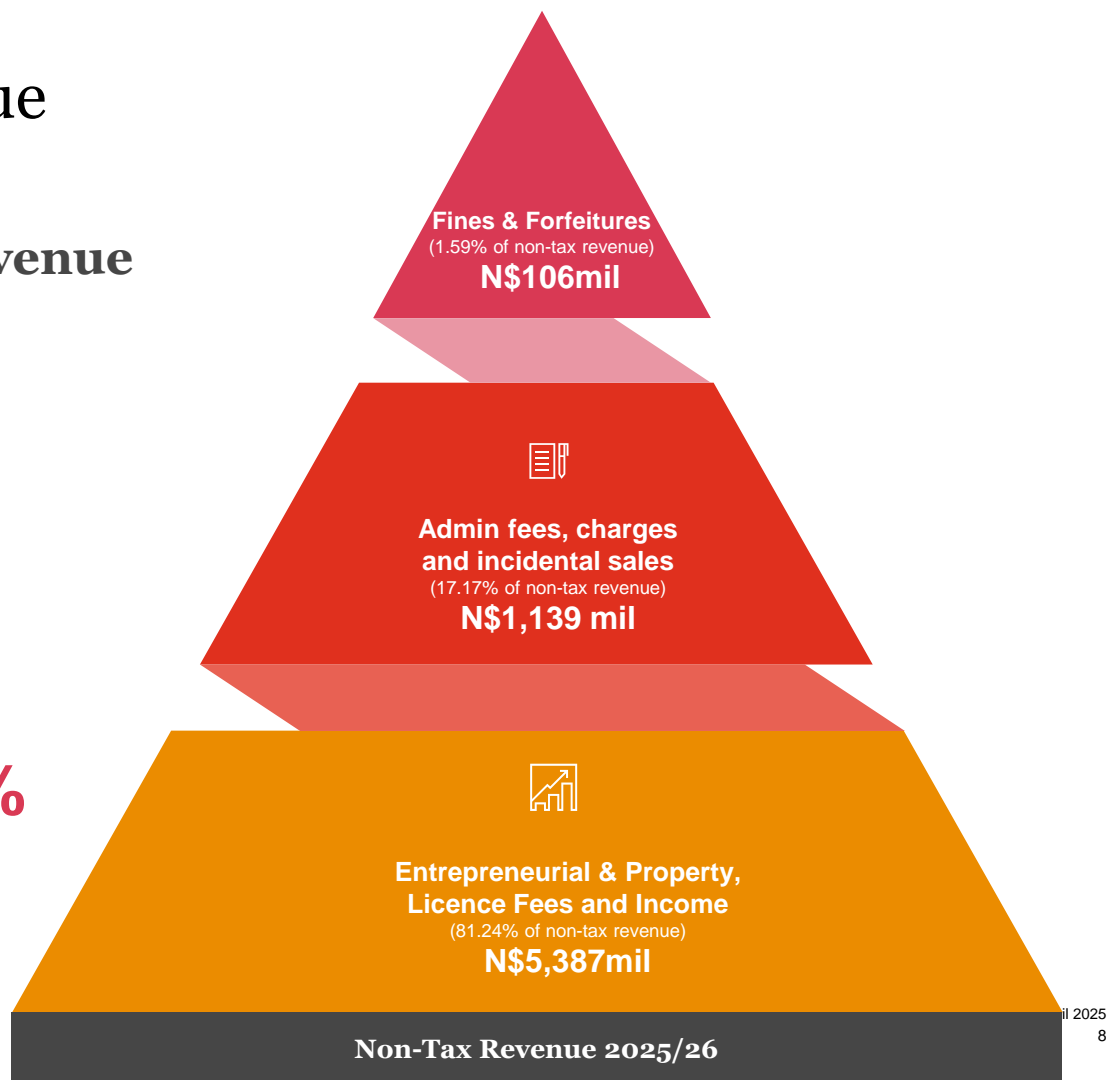 ue
venue
Fines & Forfeitures
(1.59% of non-tax revenue)
N$106mil
Admin fees, charges
and incidental sales
(17.17% of non-tax revenue)
N$1,139 mil
%
Entrepreneurial & Property,
Licence Fees and Income
(81.24% of non-tax revenue)
N$5,387mil
il 2025
8
Non-Tax Revenue 2025/26